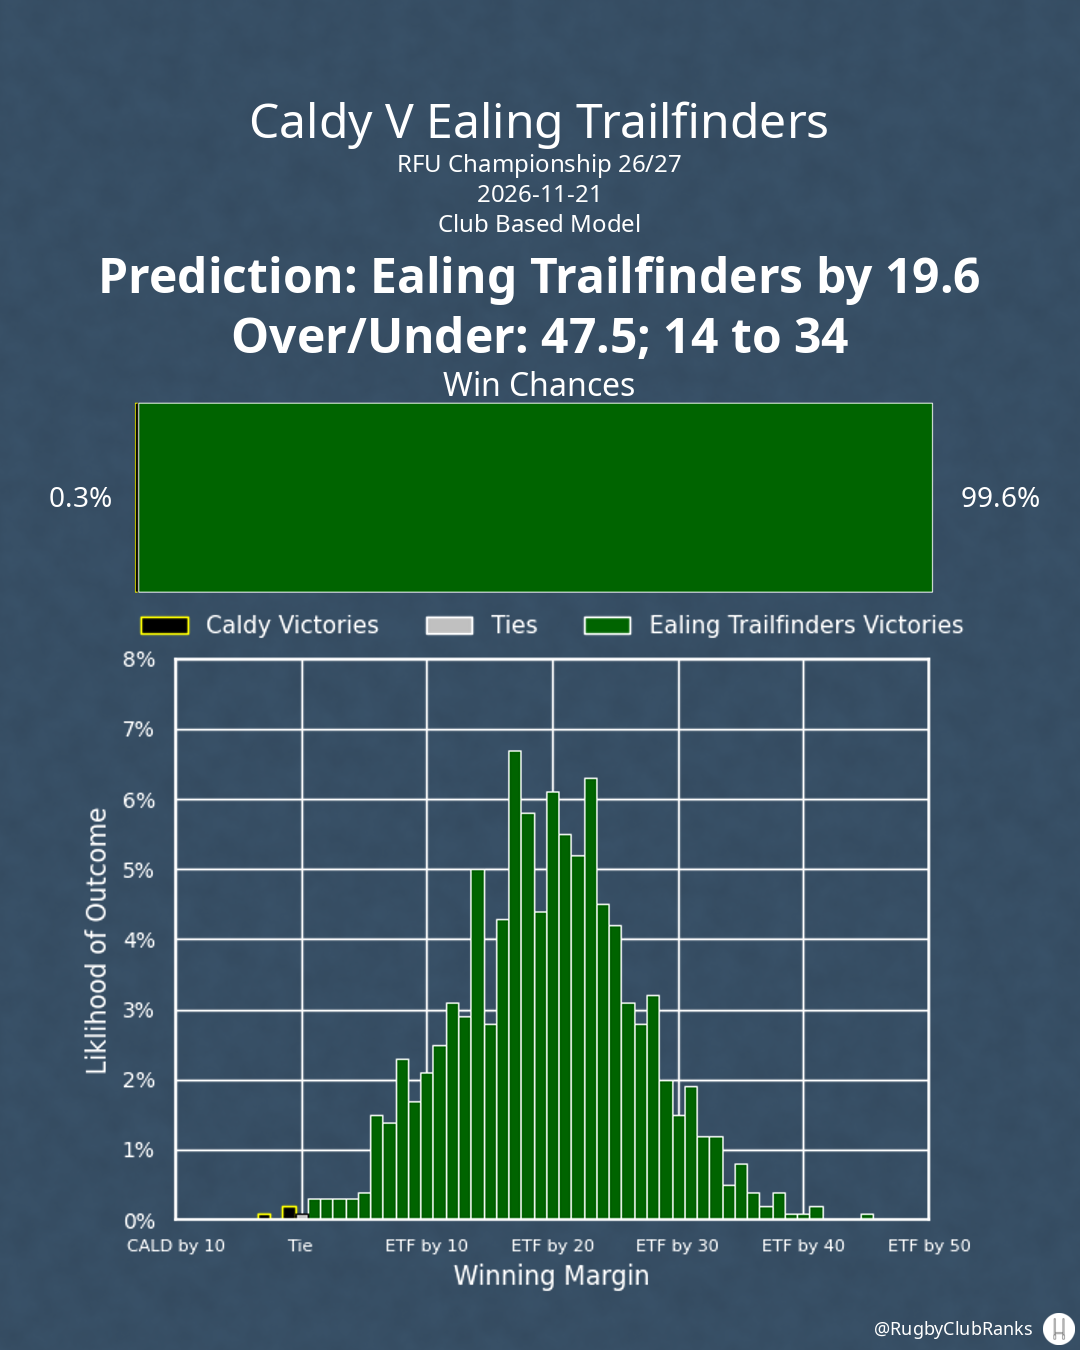 Caldy V Ealing Trailfinders
RFU Championship 26/27
2026-11-21
Club Based Model
Prediction: Ealing Trailfinders by 19.6
Over/Under: 47.5; 14 to 34
Win Chances
0.3%
99.6%
Caldy Victories
Ties
Ealing Trailfinders Victories
8%
7%
6%
5%
4%
3%
2%
1%
0%
Liklihood of Outcome
CALD by 10
Tie
ETF by 10
ETF by 20
ETF by 30
ETF by 40
ETF by 50
Winning Margin
@RugbyClubRanks